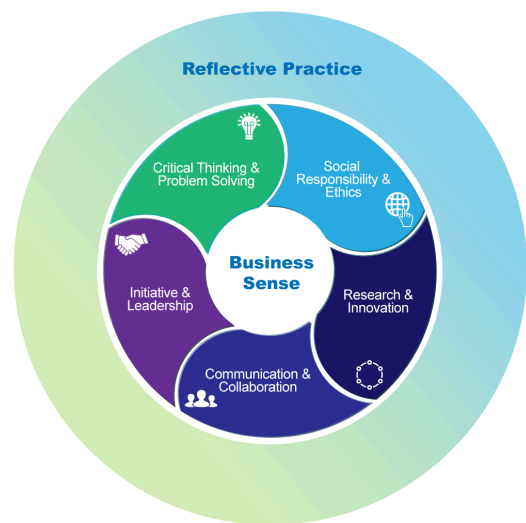 Reflective Practice
Critical Thinking &
Problem Solving
Social
Responsibility &
Ethics
Business
Sense
Initiative &
Leadership
Research &
Innovation
Communication &
Collaboration